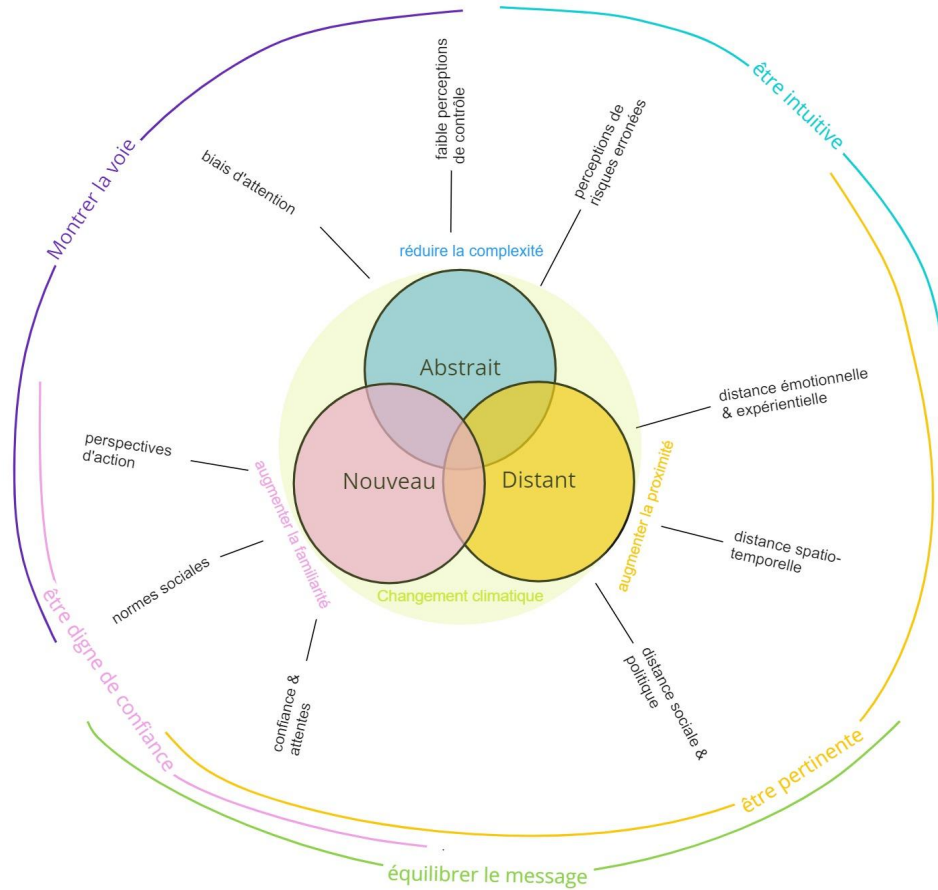 être intuitive
Montrer la voie
biais d'attention
faible perceptions
de contrôle
perceptions de
risques erronées
réduire la complexité
Abstrait
Nouveau
Distant
distance émotionnelle
& expérientielle
perspectives
d'action
augmenter la familiarité
augmenter la proximité
distance spatio-
temporelle
normes sociales
Changement climatique
distance sociale &
politique
confiance &
attentes
être digne de confiance
être pertinente
équilibrer le message